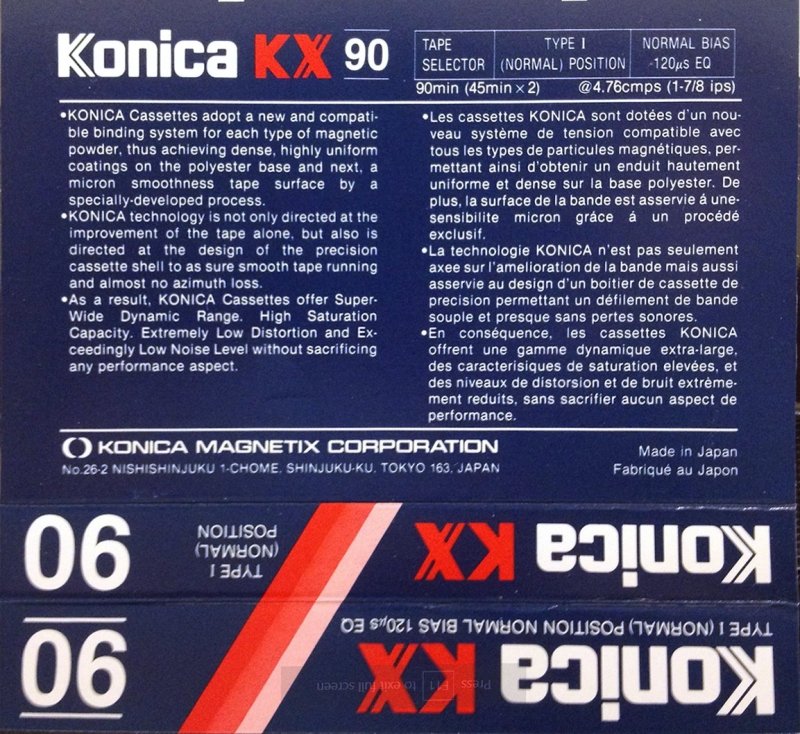 Konica KX 90
TAPE SELECTOR
TYPE I (NORMAL) POSITION
NORMAL BIAS 120μs EQ
90min (45min × 2) @4.76cmps (1-7/8 ips)
•KONICA Cassettes adopt a new and compati-
ble binding system for each type of magnetic
powder, thus achieving dense, highly uniform
coatings on the polyester base and next, a
micron smoothness tape surface by a
specially-developed process.
•KONICA technology is not only directed at the
improvement of the tape alone, but also is
directed at the design of the precision
cassette shell to as sure smooth tape running
and almost no azimuth loss.
•As a result, KONICA Cassettes offer Super-
Wide Dynamic Range. High Saturation
Capacity. Extremely Low Distortion and Ex-
ceedingly Low Noise Level without sacrificing
any performance aspect.
•Les cassettes KONICA sont dotées d'un nou-
veau système de tension compatible avec
tous les types de particules magnétiques, per-
mettant ainsi d'obtenir un enduit hautement
uniforme et dense sur la base polyester. De
plus, la surface de la bande est asservie á une-
sensibilite micron gráce á un procédé
exclusif.
•La technologie KONICA n'est pas seulement
axee sur l'amelioration de la bande mais aussi
asservie au design d'un boitier de cassette de
precision permettant un défilement de bande
souple et presque sans pertes sonores.
•En conséquence, les cassettes KONICA
offrent une gamme dynamique extra-large,
des carasterisiques de saturation elevées, et
des niveaux de distorsion et de bruit extrème-
ment reduits, sans sacrifier aucun aspect de
performance.
KONICA MAGNETIX CORPORATION
No.26-2 NISHISHINJUKU 1-CHOME. SHINJUKU-KU. TOKYO 163. JAPAN
Made in Japan
Fabriqué au Japon
Konica KX
TYPE I
(NORMAL)
POSITION
90
TYPE I (NORMAL) POSITION NORMAL BIAS 120μs EQ
Konica KX
90
Press F11 to exit full screen